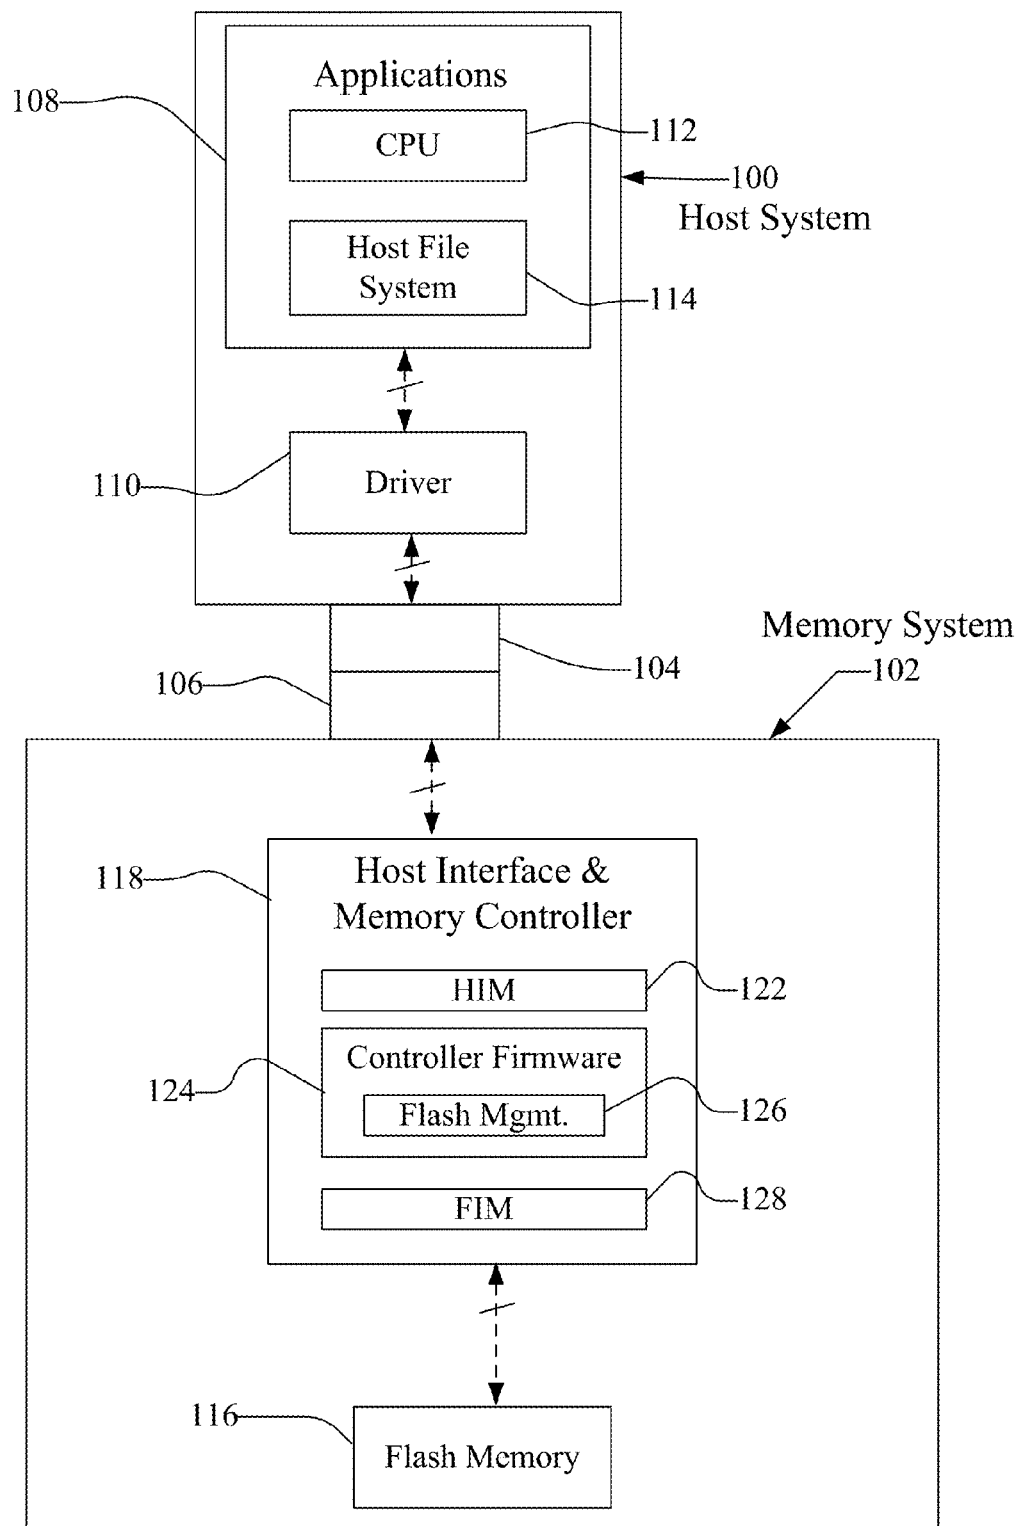 Applications
108
CPU
112
100
Host System
Host File
System
114
110
Driver
Memory System
104
106
102
118
Host Interface &
Memory Controller
HIM
122
Controller Firmware
124
Flash Mgmt.
126
FIM
128
116
Flash Memory